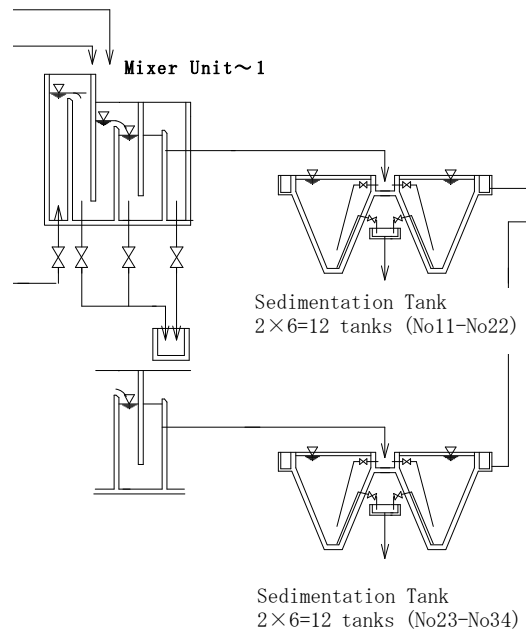 Mixer Unit～1
Sedimentation Tank
2×6=12 tanks (No11-No22)
Sedimentation Tank
2×6=12 tanks (No23-No34)